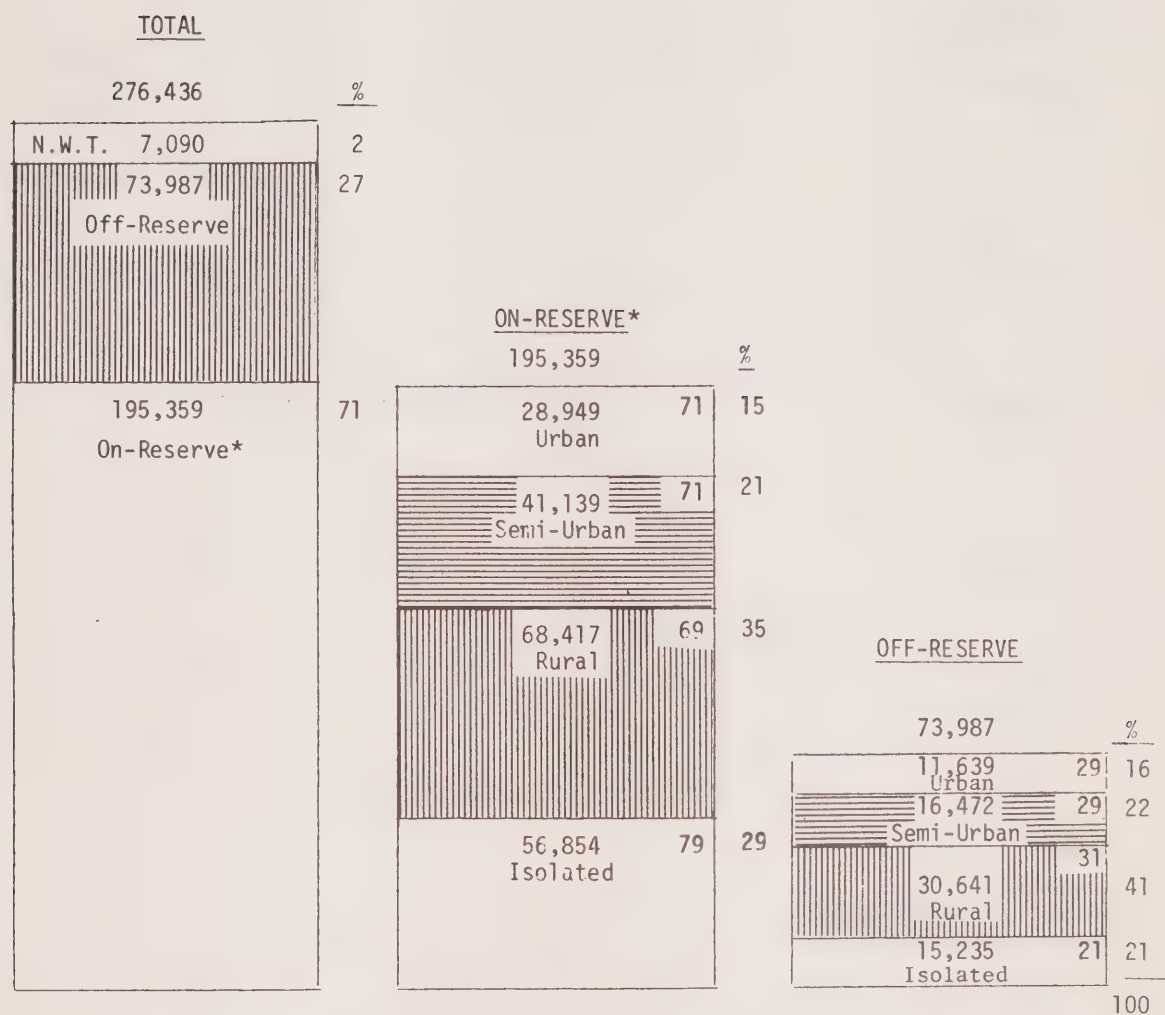 TOTAL
276,436 %
N.W.T. 7,090 2
73,987 27
Off-Reserve
195,359 71
On-Reserve*
ON-RESERVE*
195,359 %
28,949 71 15
Urban
41,139 71 21
Semi-Urban
68,417 69 35
Rural
56,854 79 29
Isolated
OFF-RESERVE
73,987 %
11,639 29 16
Urban
16,472 29 22
Semi-Urban
31
30,641 41
Rural
15,235 21 21
Isolated
100